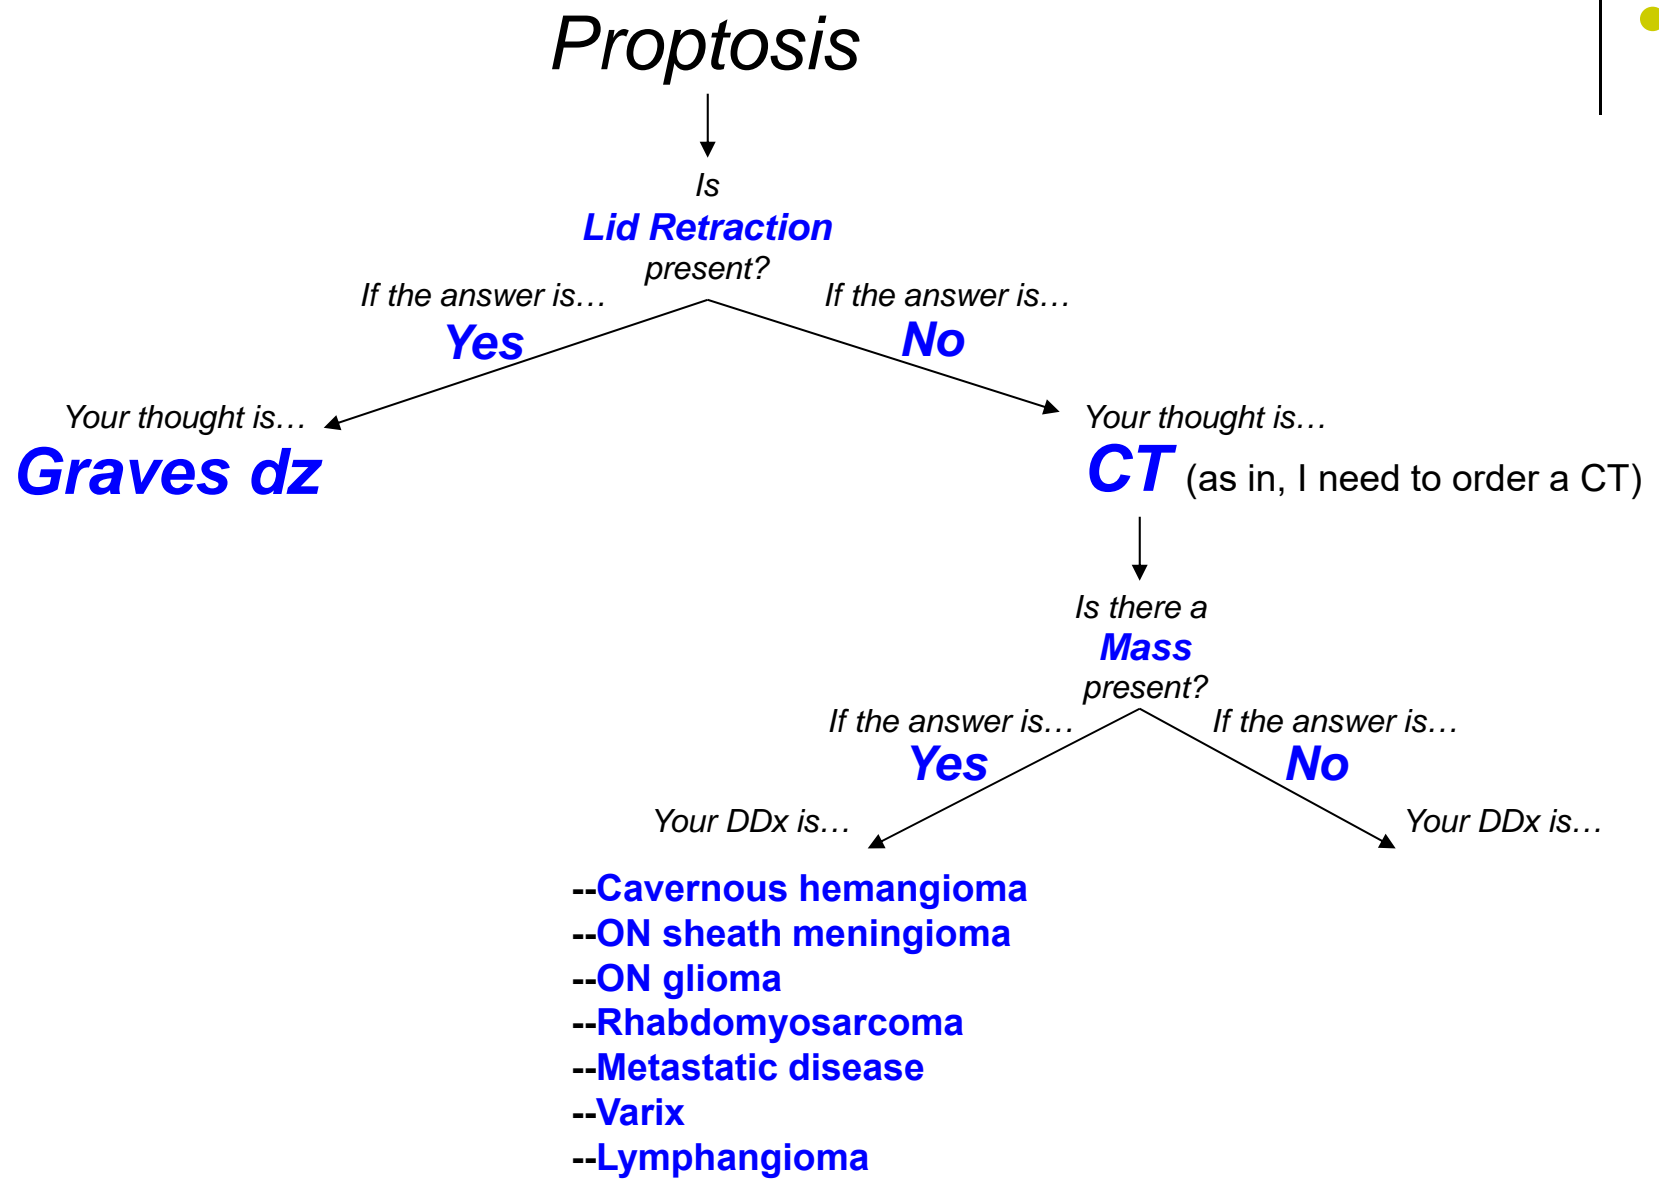 Proptosis
Is
Lid Retraction
present?
If the answer is…
Yes
If the answer is…
No
Your thought is…
Graves dz
Your thought is…
CT (as in, I need to order a CT)
Is there a
Mass
present?
If the answer is…
Yes
If the answer is…
No
Your DDx is…
--Cavernous hemangioma
--ON sheath meningioma
--ON glioma
--Rhabdomyosarcoma
--Metastatic disease
--Varix
--Lymphangioma
Your DDx is…